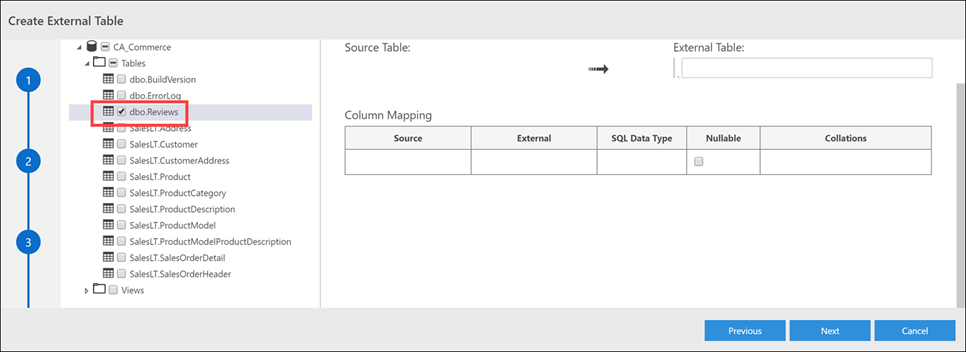 Create External Table
1
2
3
CA_Commerce
Tables
dbo.BuildVersion
dbo.ErrorLog
dbo.Reviews
SalesLT.Address
SalesLT.Customer
SalesLT.CustomerAddress
SalesLT.Product
SalesLT.ProductCategory
SalesLT.ProductDescription
SalesLT.ProductModel
SalesLT.ProductModelProductDescription
SalesLT.SalesOrderDetail
SalesLT.SalesOrderHeader
Views
Source Table: External Table:
.
Column Mapping
Source External SQL Data Type Nullable Collations
Previous Next Cancel